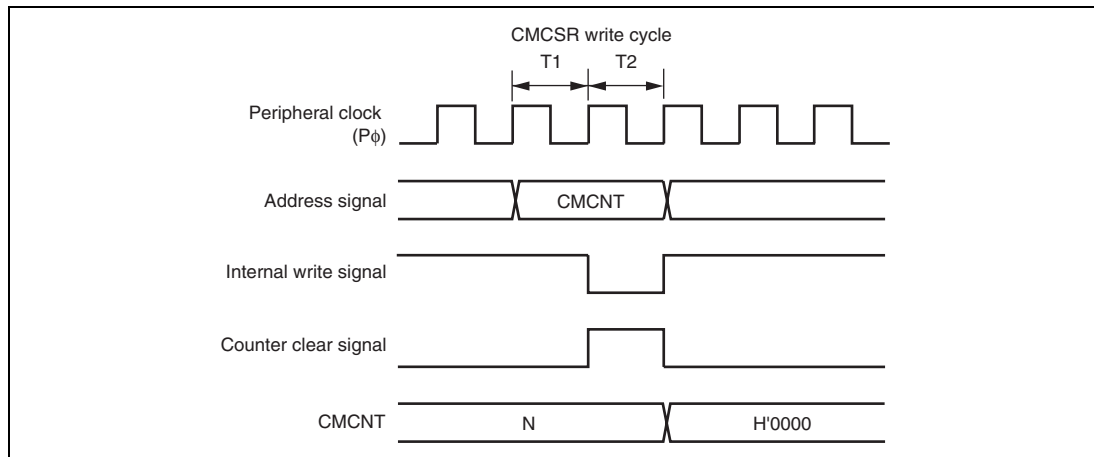 CMCSR write cycle
T1 T2
Peripheral clock
(Pϕ)
Address signal CMCNT
Internal write signal
Counter clear signal
CMCNT N H'0000